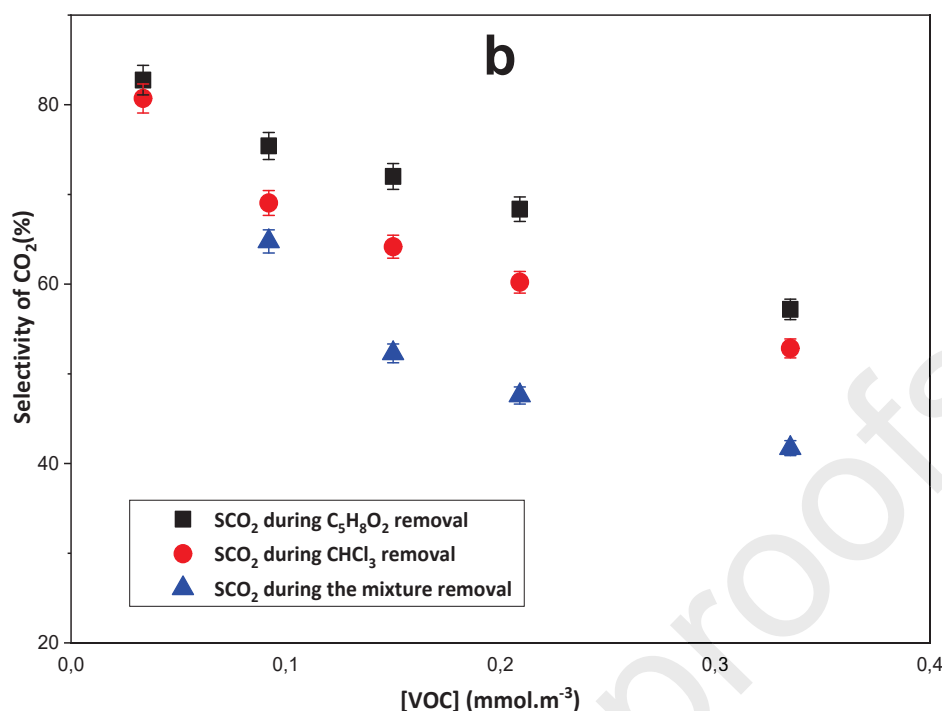 b
80
60
40
20
Selectivity of CO₂(%)
SCO₂ during C₅H₈O₂ removal
SCO₂ during CHCl₃ removal
SCO₂ during the mixture removal
0,0
0,1
0,2
0,3
0,4
[VOC] (mmol.m⁻³)
proofs